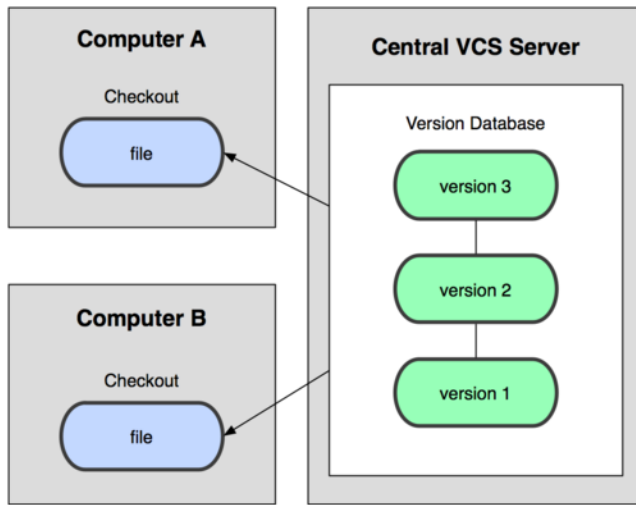 Computer A
Checkout
file
Computer B
Checkout
file
Central VCS Server
Version Database
version 3
version 2
version 1